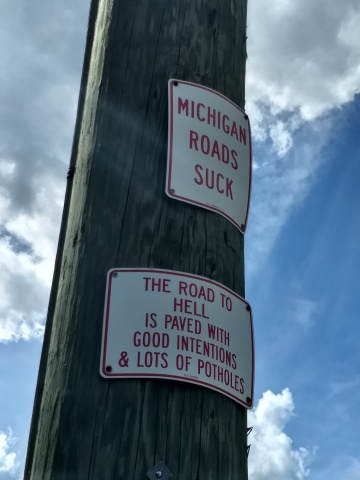 MICHIGAN
ROADS
SUCK
THE ROAD TO
HELL
IS PAVED WITH
GOOD INTENTIONS
& LOTS OF POTHOLES